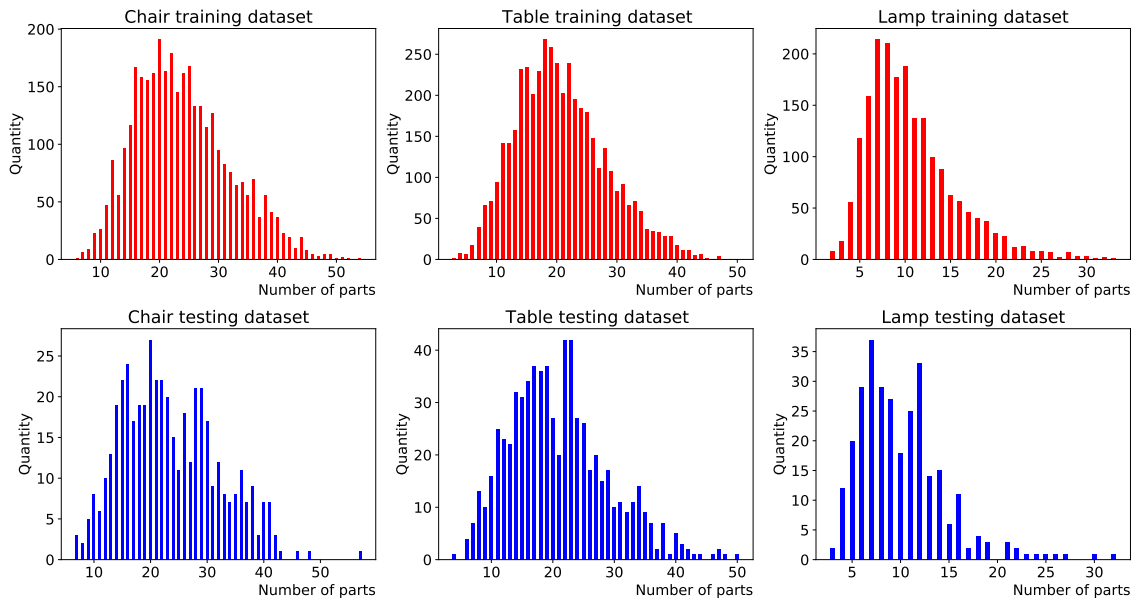 Chair training dataset
200
150
100
50
0
Quantity
10 20 30 40 50
Number of parts
Table training dataset
250
200
150
100
50
0
Quantity
10 20 30 40 50
Number of parts
Lamp training dataset
200
150
100
50
0
Quantity
5 10 15 20 25 30
Number of parts
Chair testing dataset
25
20
15
10
5
0
Quantity
10 20 30 40 50
Number of parts
Table testing dataset
40
30
20
10
0
Quantity
10 20 30 40 50
Number of parts
Lamp testing dataset
35
30
25
20
15
10
5
0
Quantity
5 10 15 20 25 30
Number of parts